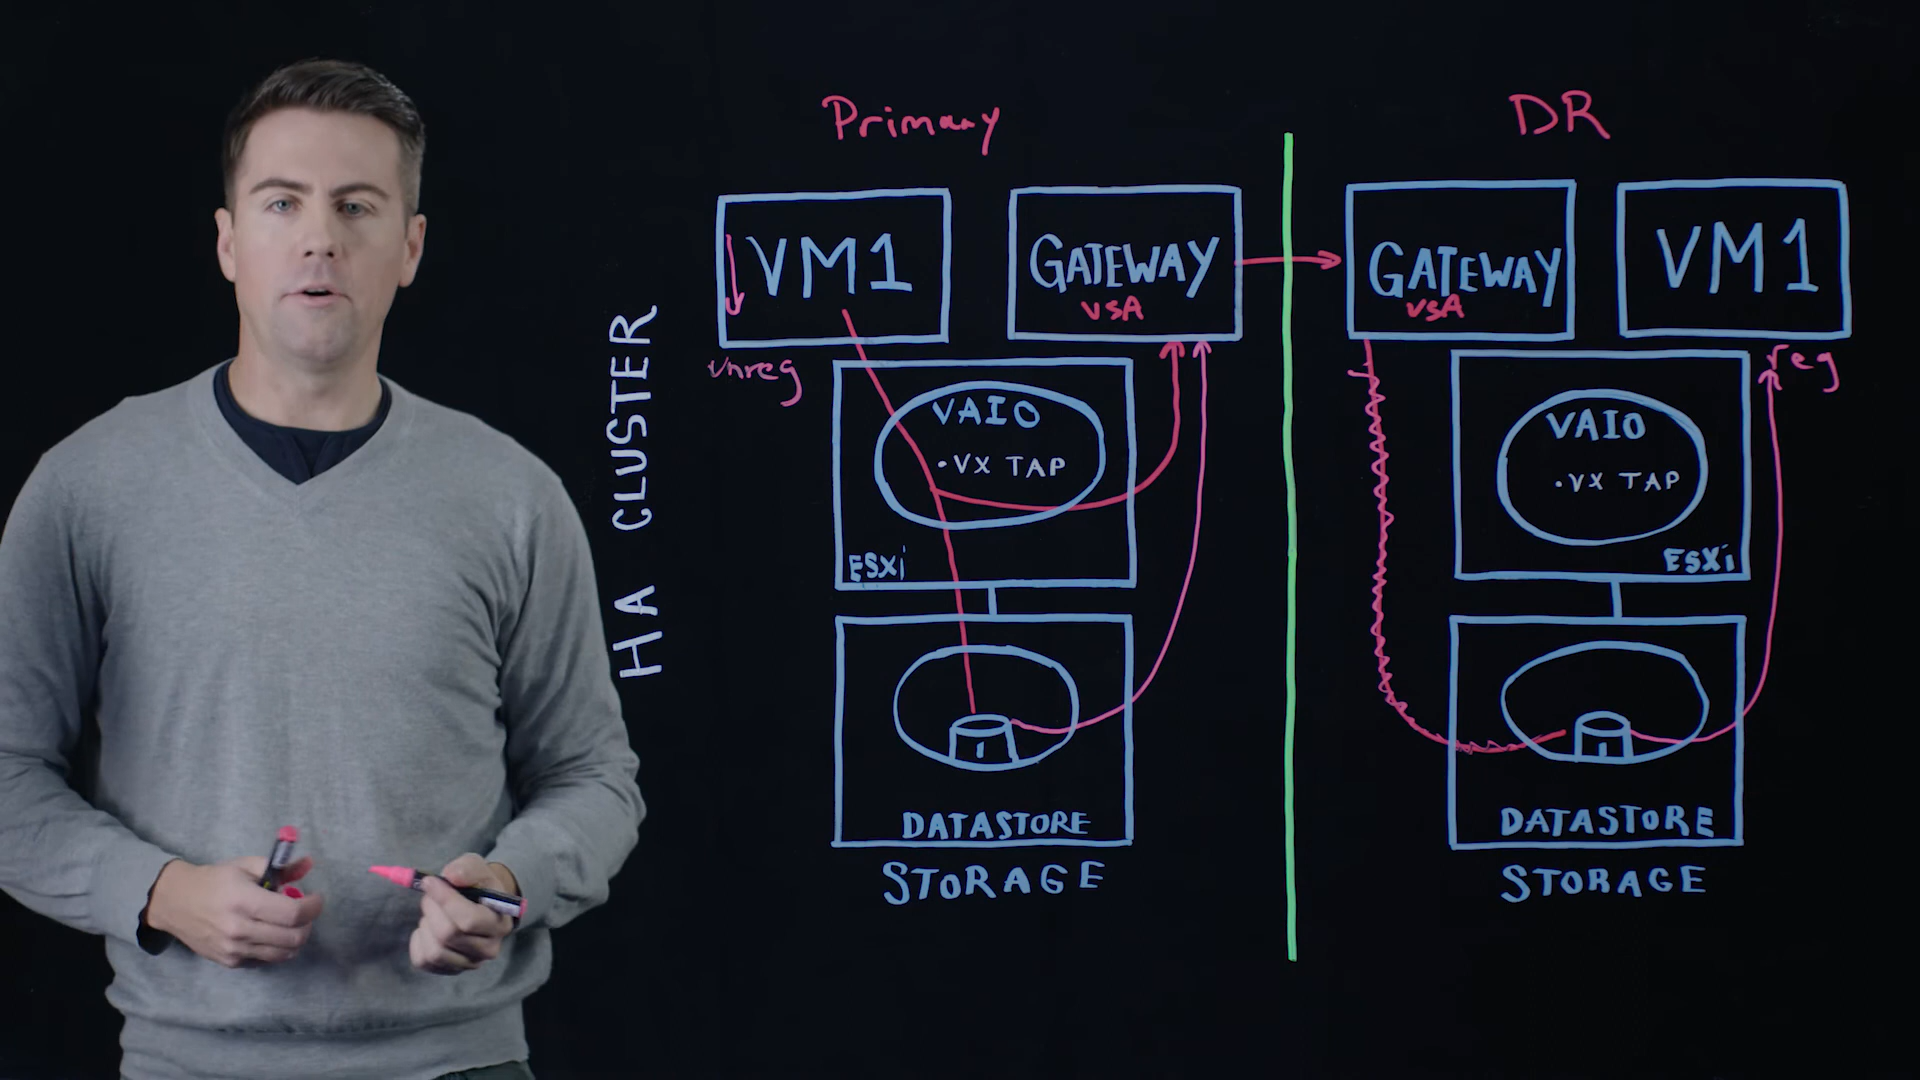 Primary
DR
VM1
GATEWAY
VSA
GATEWAY
VSA
VM1
unreg
reg
HA CLUSTER
VAIO
• VX TAP
ESXi
VAIO
• VX TAP
ESXi
DATASTORE
STORAGE
DATASTORE
STORAGE